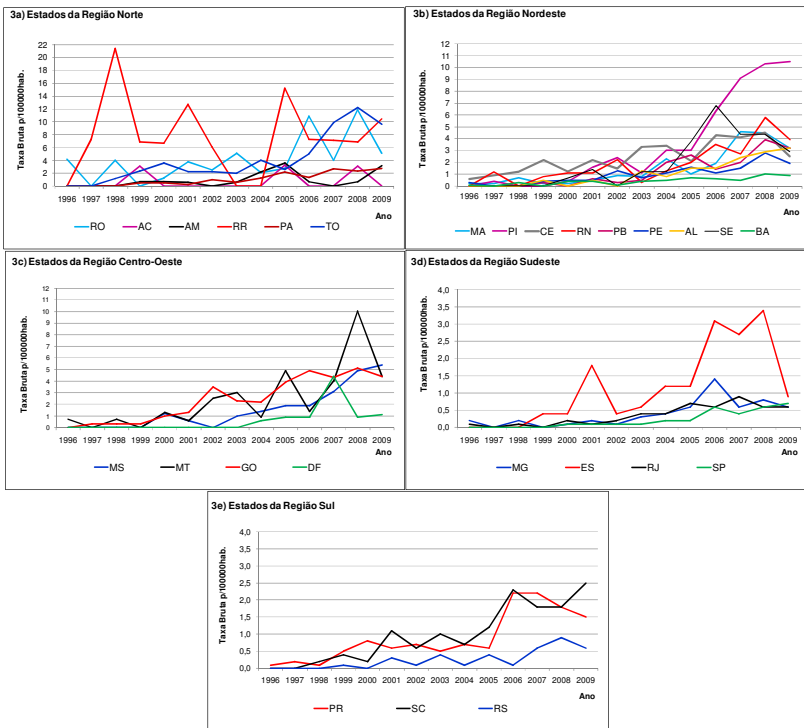 3a) Estados da Região Norte
Taxa Bruta p/100000hab.
22
20
18
16
14
12
10
8
6
4
2
0
1996 1997 1998 1999 2000 2001 2002 2003 2004 2005 2006 2007 2008 2009
Ano
RO AC AM RR PA TO
3b) Estados da Região Nordeste
Taxa Bruta p/100000hab.
12
11
10
9
8
7
6
5
4
3
2
1
0
1996 1997 1998 1999 2000 2001 2002 2003 2004 2005 2006 2007 2008 2009
Ano
MA PI CE RN PB PE AL SE BA
3c) Estados da Região Centro-Oeste
Taxa Bruta p/100000hab.
12
11
10
9
8
7
6
5
4
3
2
1
0
1996 1997 1998 1999 2000 2001 2002 2003 2004 2005 2006 2007 2008 2009
Ano
MS MT GO DF
3d) Estados da Região Sudeste
Taxa Bruta p/100000hab.
4,0
3,5
3,0
2,5
2,0
1,5
1,0
0,5
0,0
1996 1997 1998 1999 2000 2001 2002 2003 2004 2005 2006 2007 2008 2009
Ano
MG ES RJ SP
3e) Estados da Região Sul
Taxa Bruta p/100000hab.
4,0
3,5
3,0
2,5
2,0
1,5
1,0
0,5
0,0
1996 1997 1998 1999 2000 2001 2002 2003 2004 2005 2006 2007 2008 2009
Ano
PR SC RS